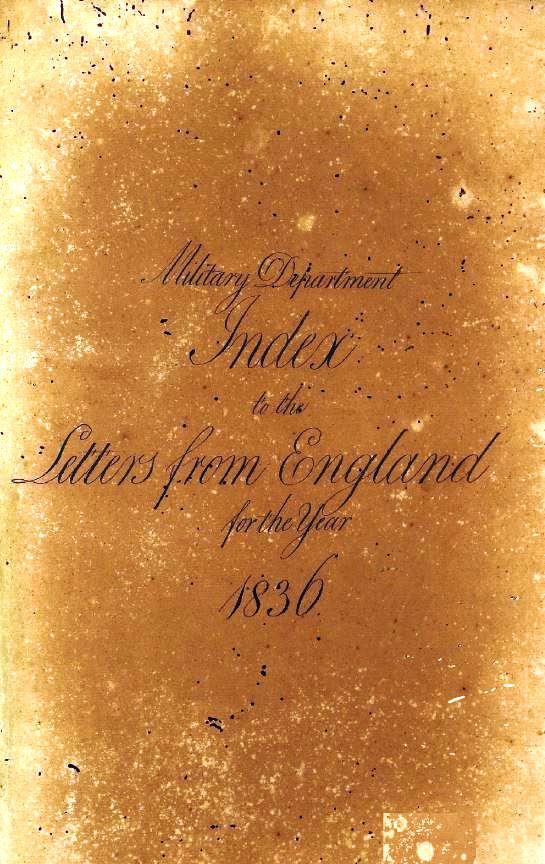 Military Department
Index
to the
Letters from England
for the Year
1836.